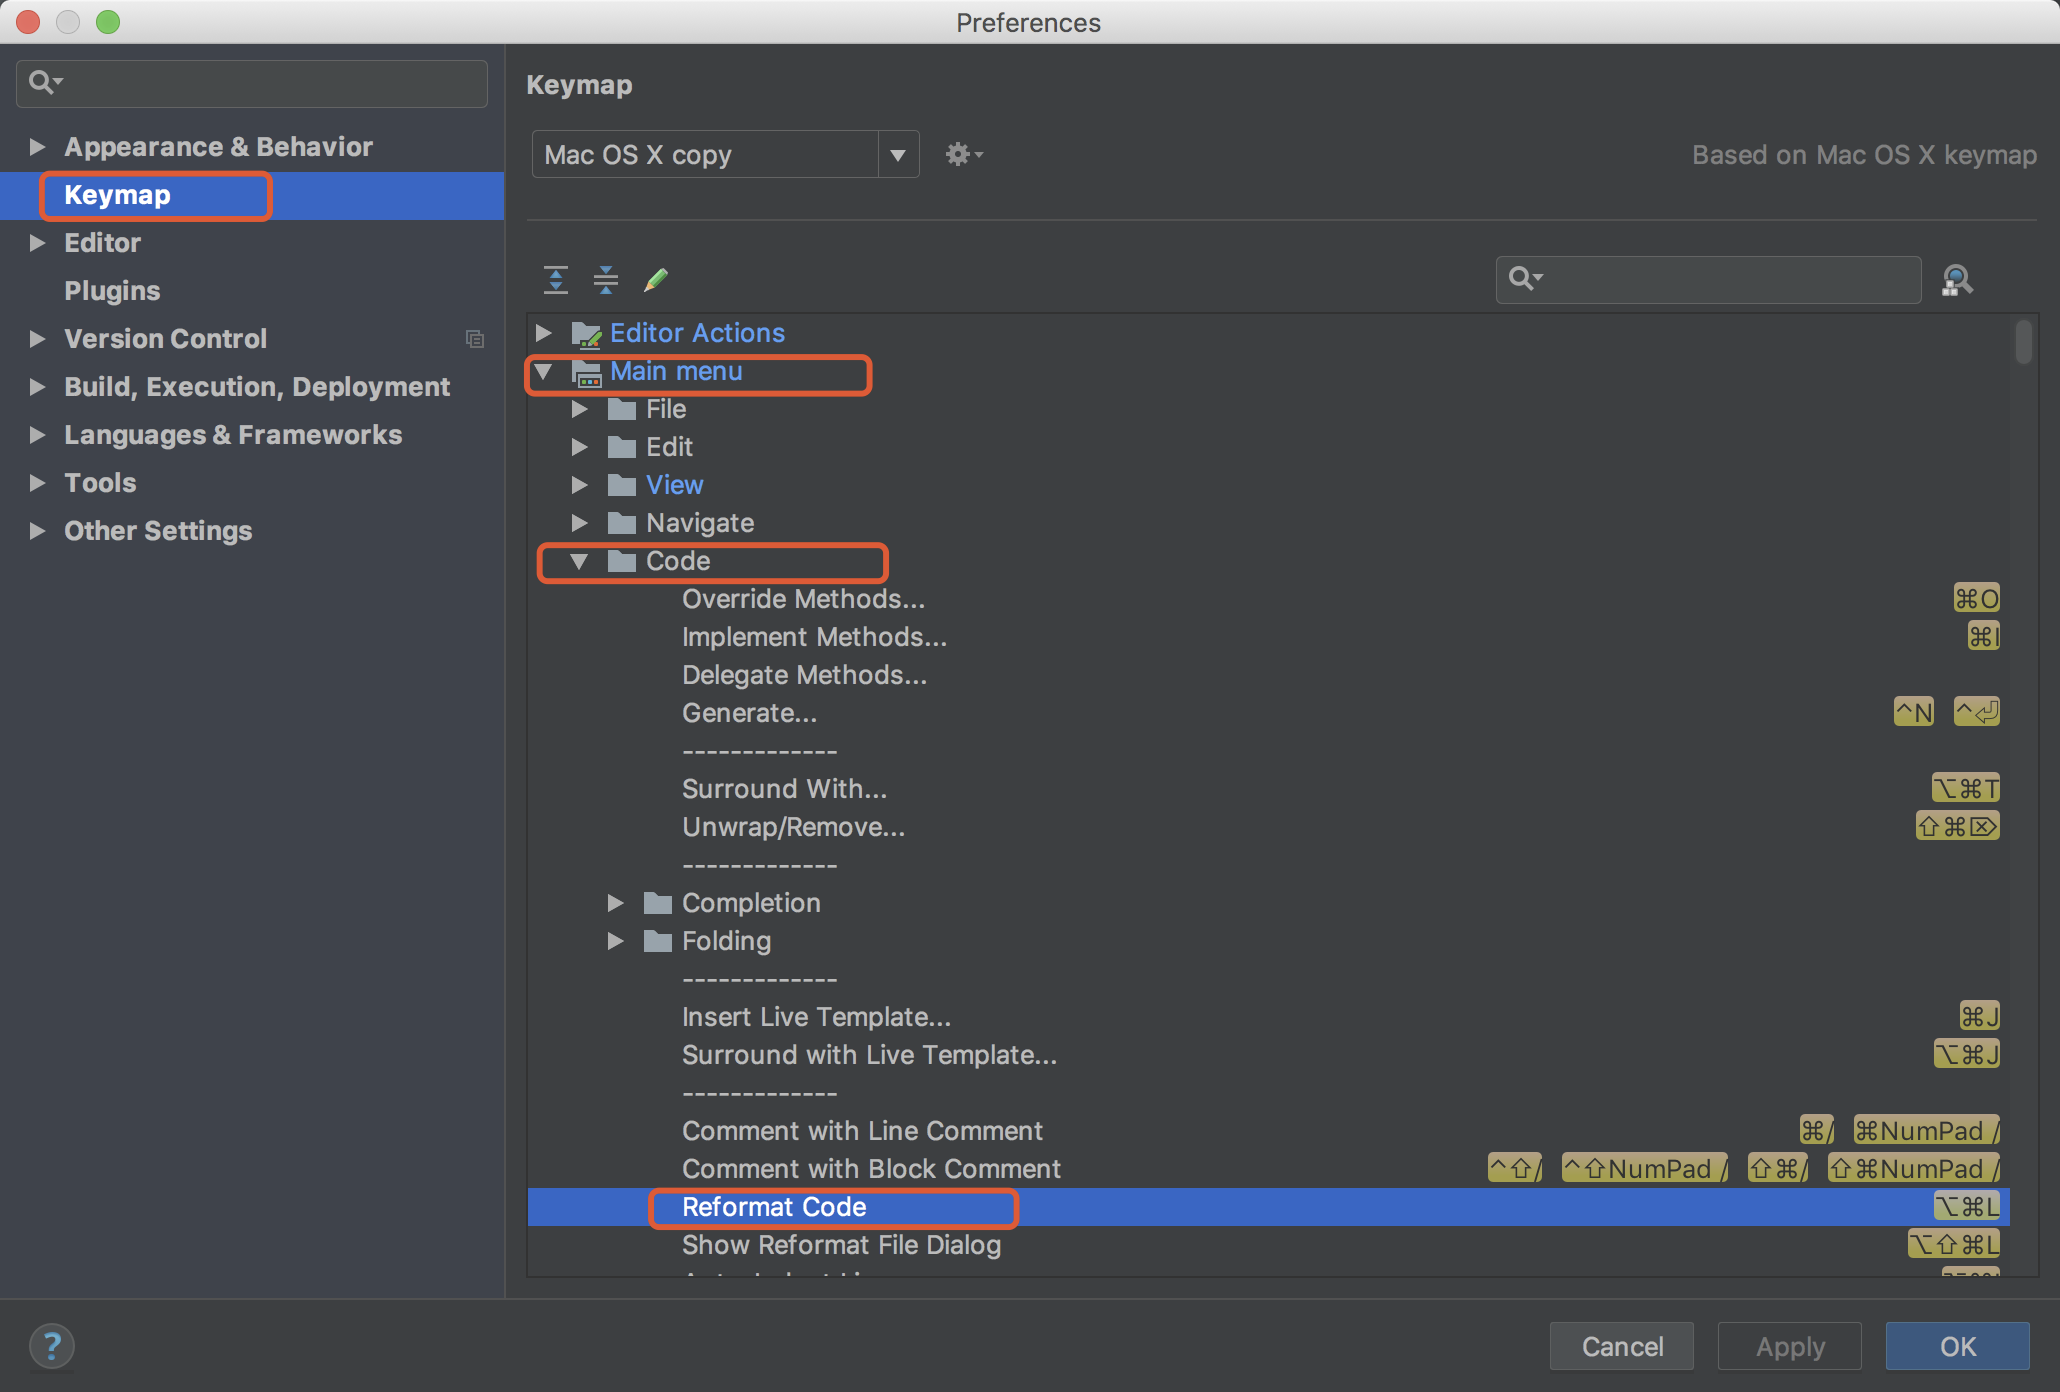 Preferences
Appearance & Behavior
Keymap
Editor
Plugins
Version Control
Build, Execution, Deployment
Languages & Frameworks
Tools
Other Settings
Keymap
Mac OS X copy
Based on Mac OS X keymap
Editor Actions
Main menu
File
Edit
View
Navigate
Code
Override Methods... ⌘O
Implement Methods... ⌘I
Delegate Methods...
Generate... ^N ^⏎
-------------
Surround With... ⌥⌘T
Unwrap/Remove... ⇧⌘⌦
-------------
Completion
Folding
-------------
Insert Live Template... ⌘J
Surround with Live Template... ⌥⌘J
-------------
Comment with Line Comment ⌘/ ⌘NumPad /
Comment with Block Comment ^⇧/ ^⇧NumPad / ⇧⌘/ ⇧⌘NumPad /
Reformat Code ⌥⌘L
Show Reformat File Dialog ⌥⇧⌘L
?
Cancel
Apply
OK